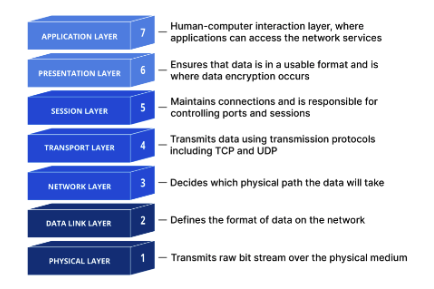 APPLICATION LAYER 7
Human-computer interaction layer, where
applications can access the network services
PRESENTATION LAYER 6
Ensures that data is in a usable format and is
where data encryption occurs
SESSION LAYER 5
Maintains connections and is responsible for
controlling ports and sessions
TRANSPORT LAYER 4
Transmits data using transmission protocols
including TCP and UDP
NETWORK LAYER 3
Decides which physical path the data will take
DATA LINK LAYER 2
Defines the format of data on the network
PHYSICAL LAYER 1
Transmits raw bit stream over the physical medium